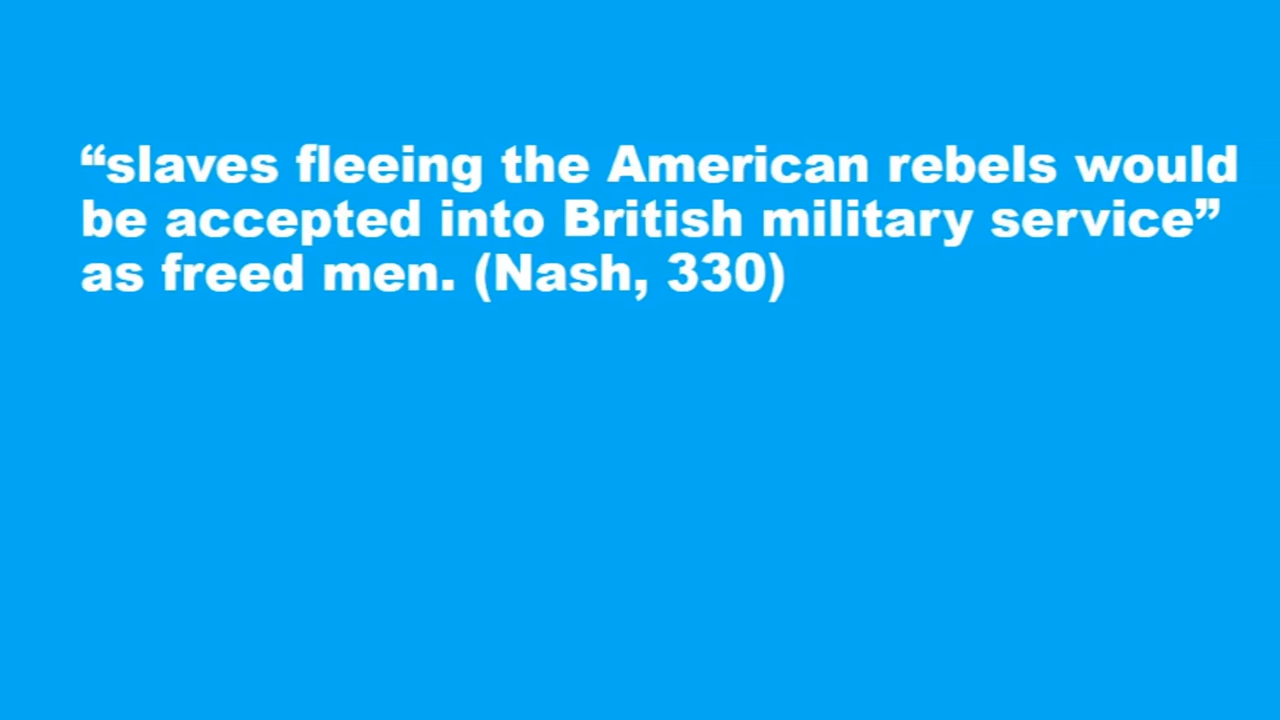 “slaves fleeing the American rebels would
be accepted into British military service”
as freed men. (Nash, 330)